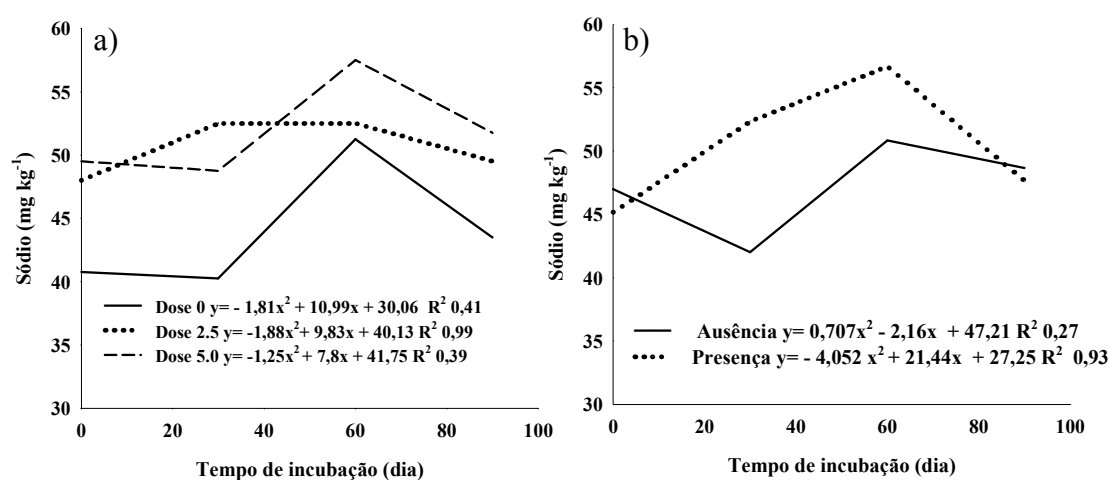 a)
60
55
50
45
40
35
30
Sódio (mg kg⁻¹)
Dose 0 y= - 1,81x² + 10,99x + 30,06 R² 0,41
Dose 2.5 y= -1,88x²+ 9,83x + 40,13 R² 0,99
Dose 5.0 y= -1,25x²+ 7,8x + 41,75 R² 0,39
0 20 40 60 80 100
Tempo de incubação (dia)
b)
60
55
50
45
40
35
30
Sódio (mg kg⁻¹)
Ausência y= 0,707x² - 2,16x + 47,21 R² 0,27
Presença y= - 4,052 x² + 21,44x + 27,25 R² 0,93
0 20 40 60 80 100
Tempo de incubação (dia)